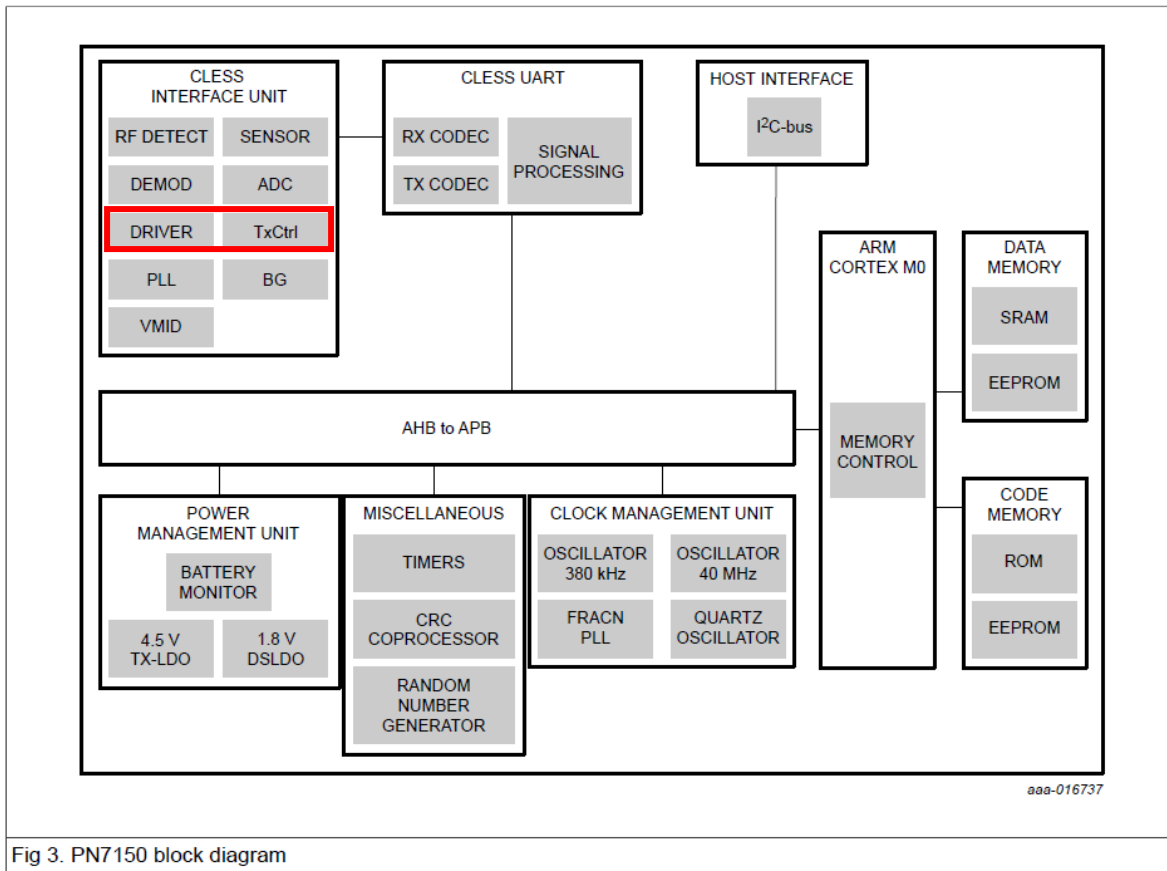 CLESS
INTERFACE UNIT
RF DETECT
SENSOR
DEMOD
ADC
DRIVER
TxCtrl
PLL
BG
VMID
CLESS UART
RX CODEC
TX CODEC
SIGNAL
PROCESSING
HOST INTERFACE
I2C-bus
ARM
CORTEX M0
MEMORY
CONTROL
DATA
MEMORY
SRAM
EEPROM
AHB to APB
POWER
MANAGEMENT UNIT
BATTERY
MONITOR
4.5 V
TX-LDO
1.8 V
DSLDO
MISCELLANEOUS
TIMERS
CRC
COPROCESSOR
RANDOM
NUMBER
GENERATOR
CLOCK MANAGEMENT UNIT
OSCILLATOR
380 kHz
OSCILLATOR
40 MHz
FRACN
PLL
QUARTZ
OSCILLATOR
CODE
MEMORY
ROM
EEPROM
aaa-016737
Fig 3. PN7150 block diagram